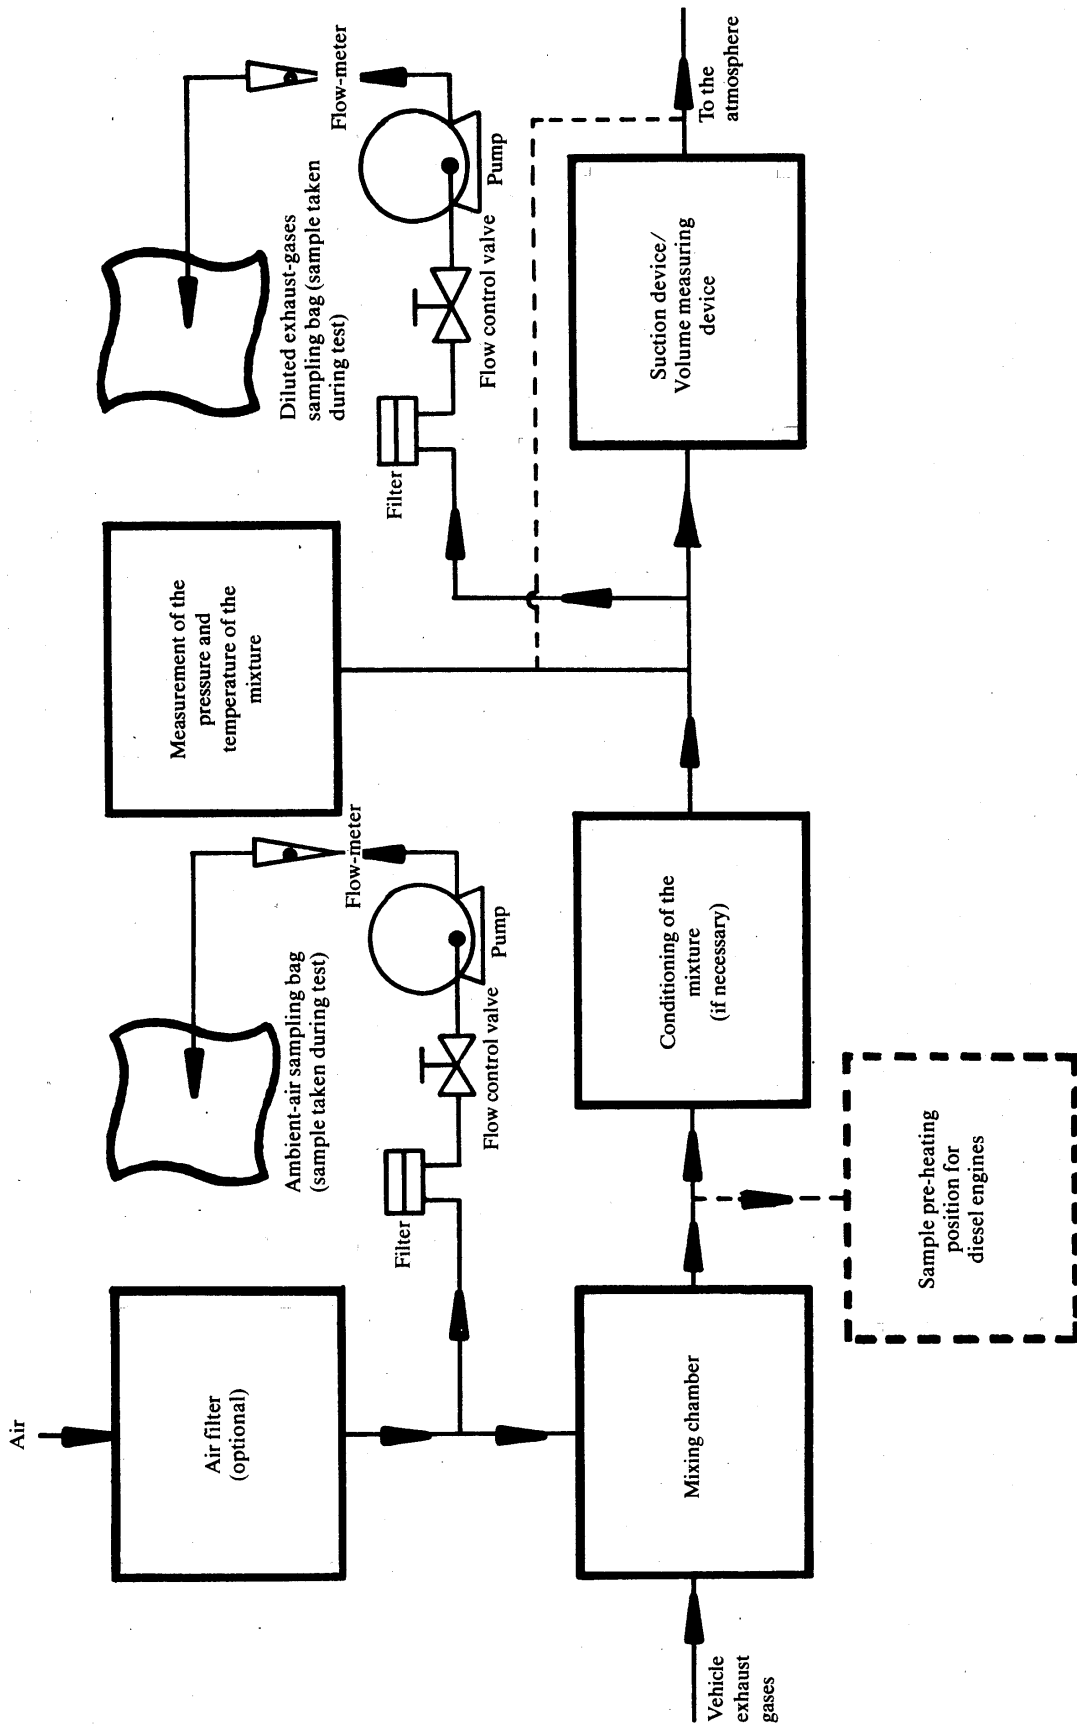 Air
Air filter
(optional)
Ambient-air sampling bag
(sample taken during test)
Filter
Flow control valve
Pump
Flow-meter
Measurement of the
pressure and
temperature of the
mixture
Diluted exhaust-gases
sampling bag (sample taken
during test)
Filter
Flow control valve
Pump
Flow-meter
Vehicle
exhaust
gases
Mixing chamber
Conditioning of the
mixture
(if necessary)
Suction device/
Volume measuring
device
To the
atmosphere
Sample pre-heating
position for
diesel engines